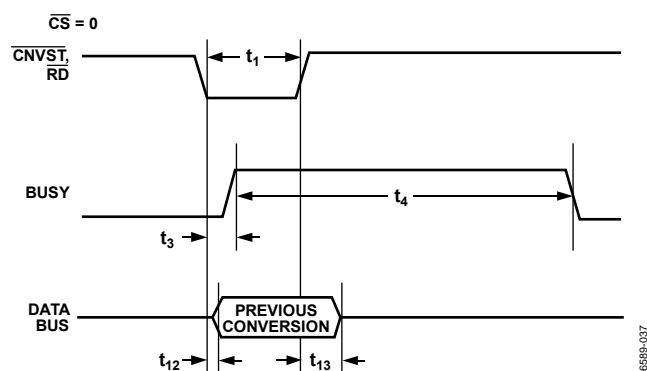 CS = 0
CNVST,
RD
t1
BUSY
t4
t3
DATA
BUS
PREVIOUS
CONVERSION
t12
t13
6589-037